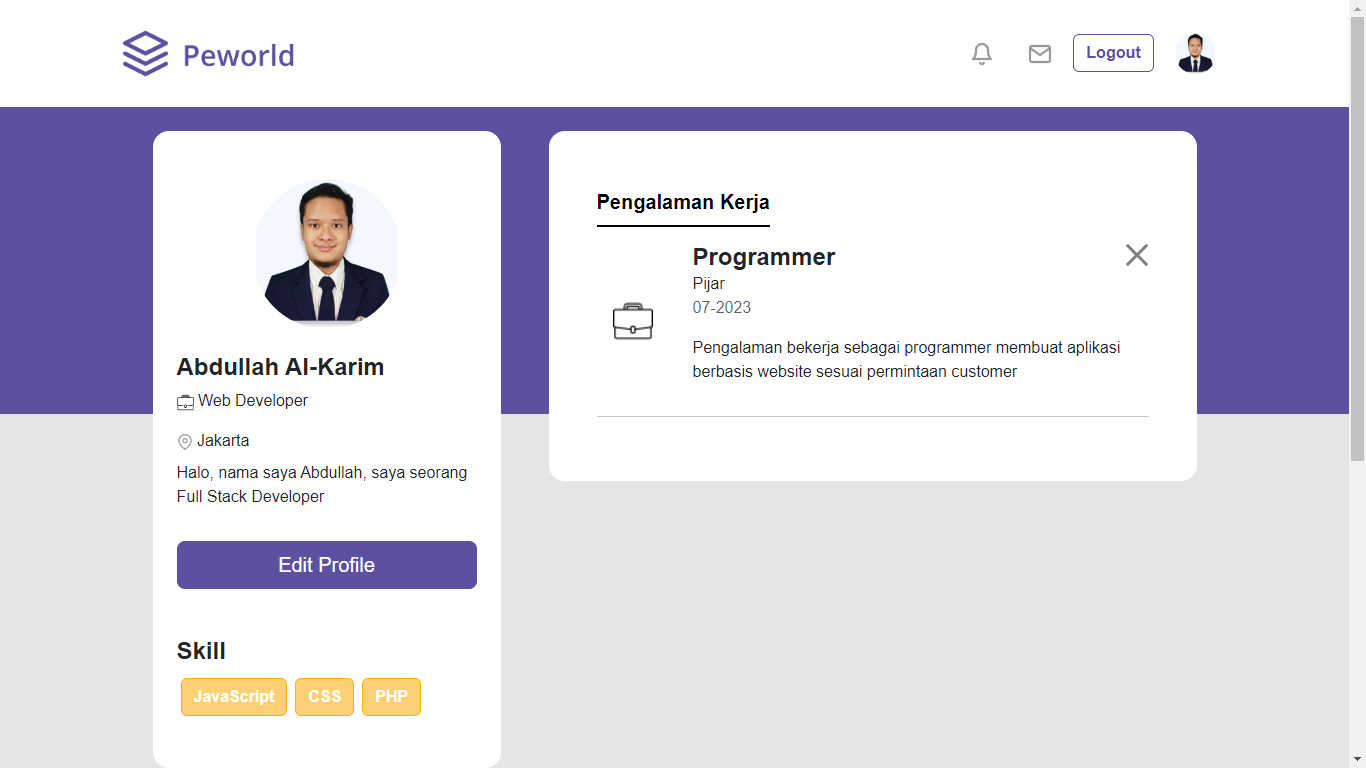 Peworld
Logout
Abdullah Al-Karim
Web Developer
Jakarta
Halo, nama saya Abdullah, saya seorang
Full Stack Developer
Edit Profile
Skill
JavaScript CSS PHP
Pengalaman Kerja
Programmer
Pijar
07-2023
Pengalaman bekerja sebagai programmer membuat aplikasi
berbasis website sesuai permintaan customer